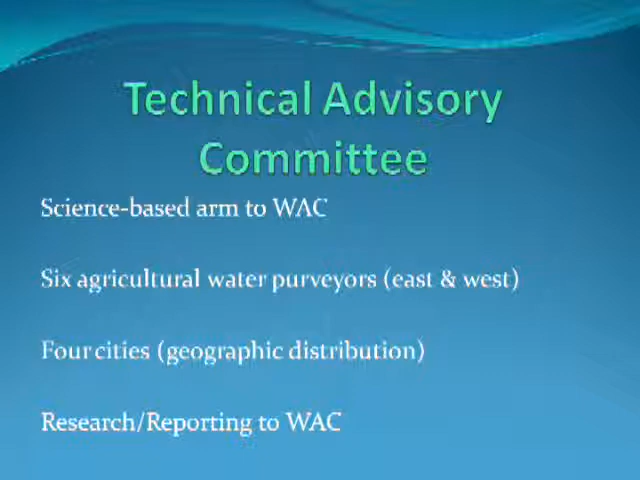 Technical Advisory
Committee
Science-based arm to WAC
Six agricultural water purveyors (east & west)
Four cities (geographic distribution)
Research/Reporting to WAC